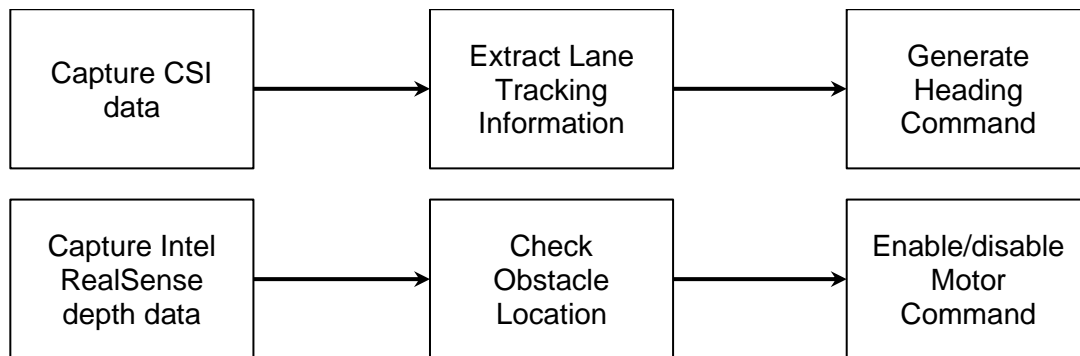 Capture CSI
data
Extract Lane
Tracking
Information
Generate
Heading
Command
Capture Intel
RealSense
depth data
Check
Obstacle
Location
Enable/disable
Motor
Command